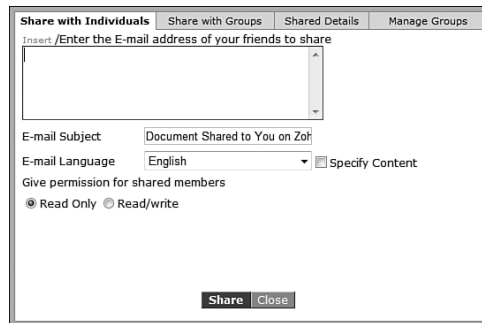 Share with Individuals Share with Groups Shared Details Manage Groups
Insert /Enter the E-mail address of your friends to share
E-mail Subject Document Shared to You on Zoh
E-mail Language English Specify Content
Give permission for shared members
Read Only Read/write
Share Close